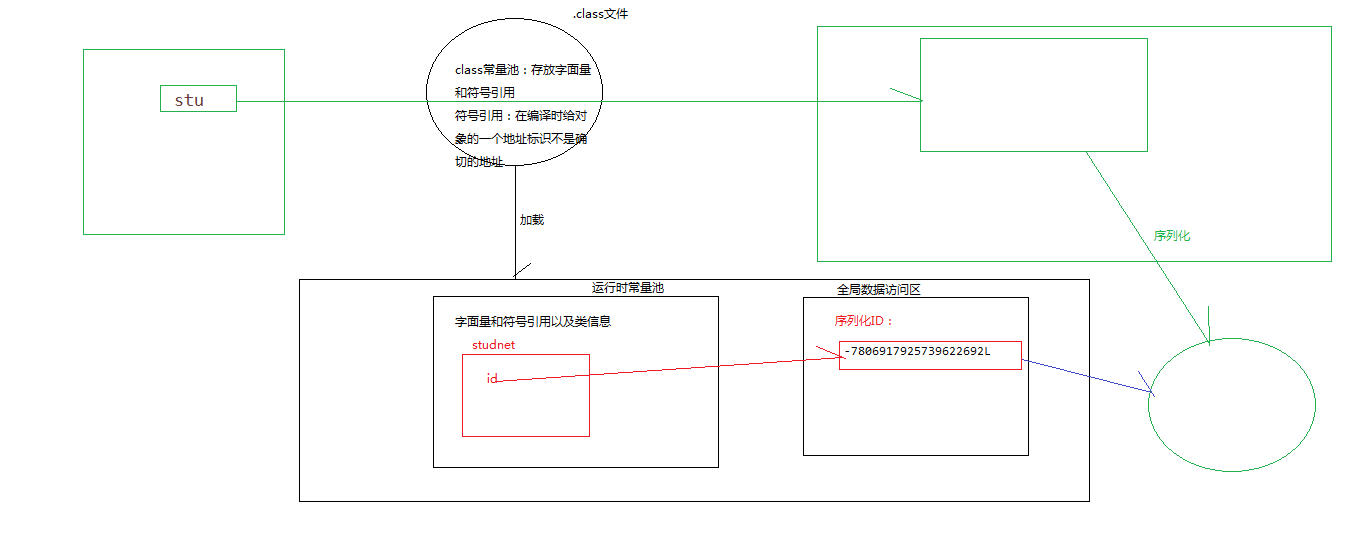 .class文件
class常量池：存放字面量
和符号引用
符号引用：在编译时给对
象的一个地址标识不是确
切的地址
stu
加载
序列化
运行时常量池
全局数据访问区
字面量和符号引用以及类信息
序列化ID：
studnet
-7806917925739622692L
id